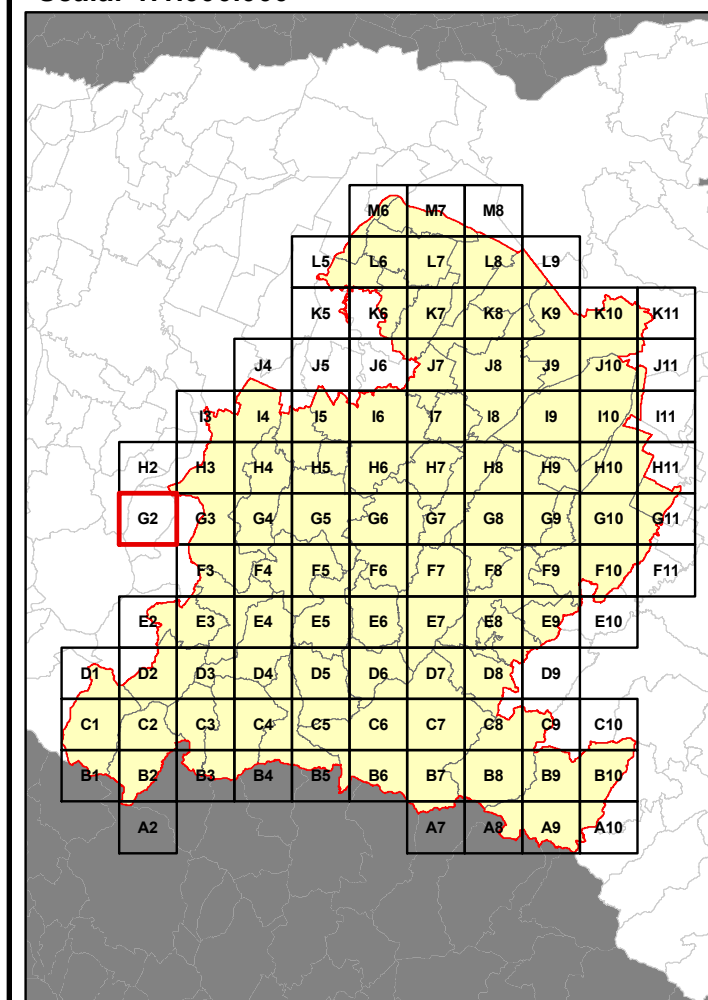 M6 M7 M8
L5 L6 L7 L8 L9
K5 K6 K7 K8 K9 K10 K11
J4 J5 J6 J7 J8 J9 J10 J11
I3 I4 I5 I6 I7 I8 I9 I10 I11
H2 H3 H4 H5 H6 H7 H8 H9 H10 H11
G2 G3 G4 G5 G6 G7 G8 G9 G10 G11
F3 F4 E5 F6 F7 F8 F9 F10 F11
E2 E3 E4 E5 E6 E7 E8 E9 E10
D1 D2 D3 D4 D5 D6 D7 D8 D9
C1 C2 C3 C4 C5 C6 C7 C8 C9 C10
B1 B2 B3 B4 B5 B6 B7 B8 B9 B10
A2 A7 A8 A9 A10